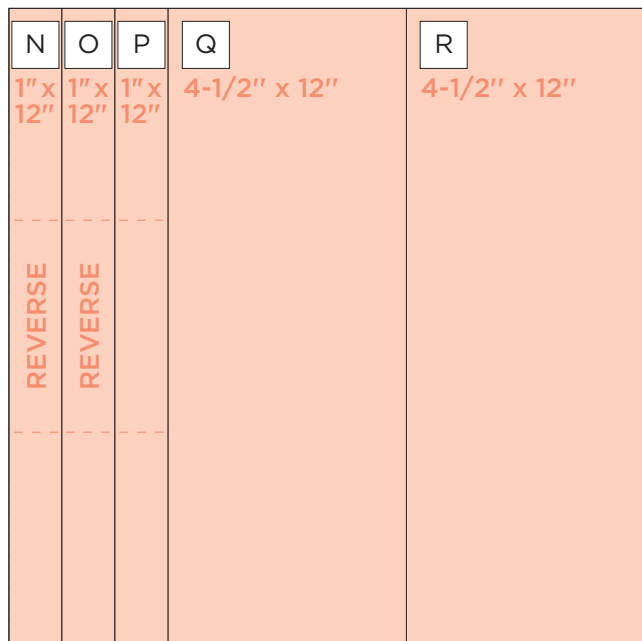 N
1" x
12"
O
1" x
12"
P
1" x
12"
Q
4-1/2" x 12"
R
4-1/2" x 12"
REVERSE
REVERSE